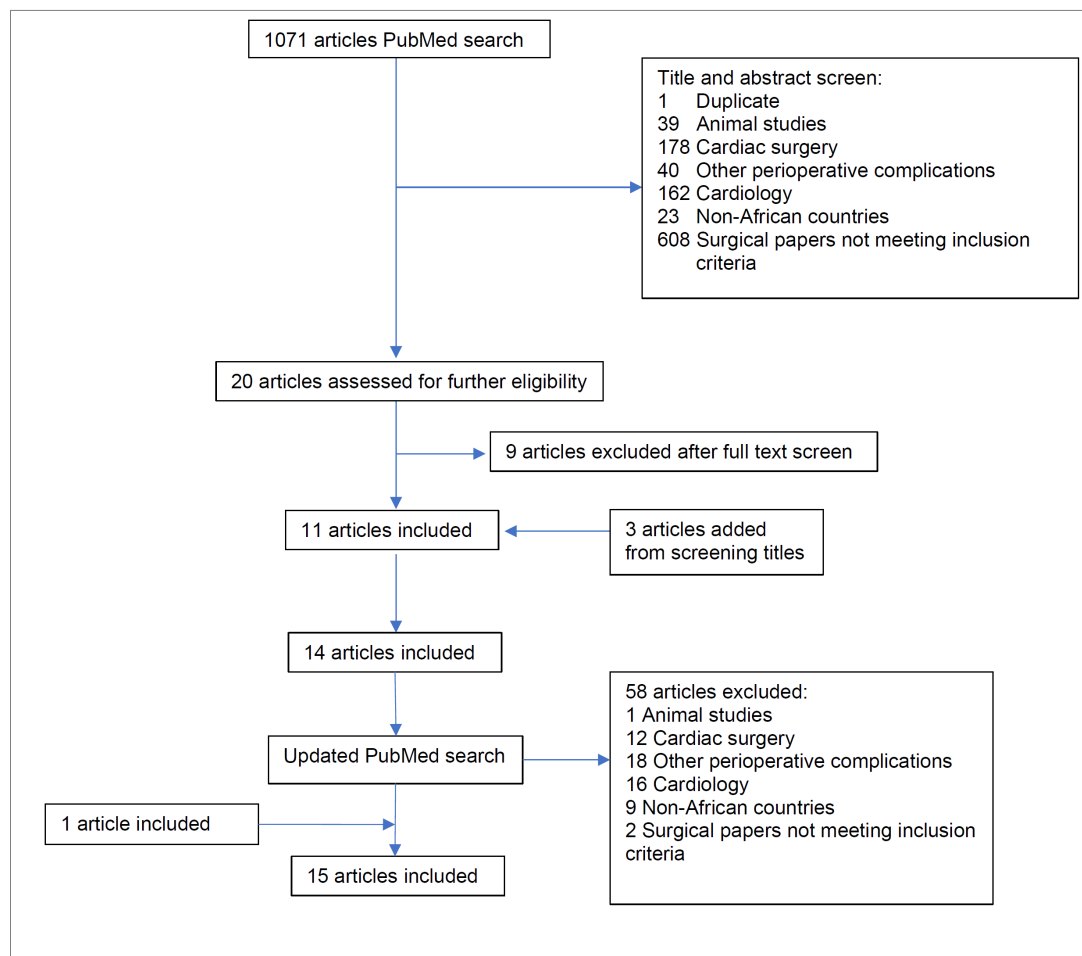 1071 articles PubMed search
Title and abstract screen:
1 Duplicate
39 Animal studies
178 Cardiac surgery
40 Other perioperative complications
162 Cardiology
23 Non-African countries
608 Surgical papers not meeting inclusion
criteria
20 articles assessed for further eligibility
9 articles excluded after full text screen
11 articles included
3 articles added
from screening titles
14 articles included
58 articles excluded:
1 Animal studies
12 Cardiac surgery
18 Other perioperative complications
16 Cardiology
9 Non-African countries
2 Surgical papers not meeting inclusion
criteria
Updated PubMed search
1 article included
15 articles included